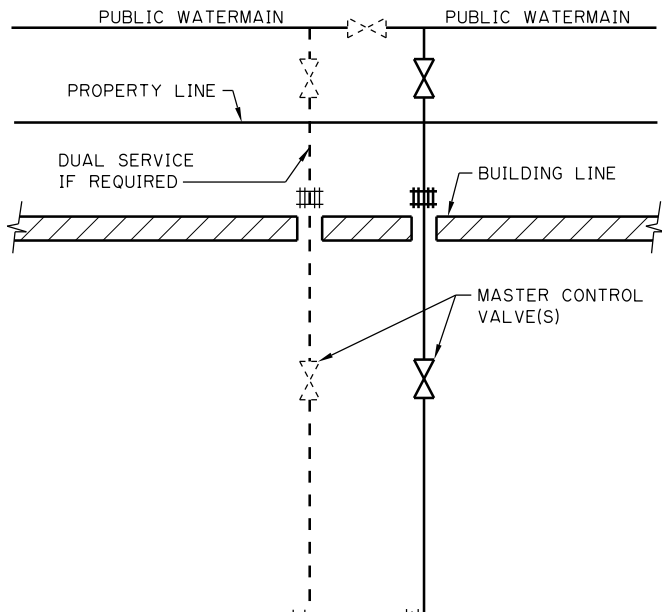 PUBLIC WATERMAIN
PUBLIC WATERMAIN
PROPERTY LINE
DUAL SERVICE
IF REQUIRED
BUILDING LINE
MASTER CONTROL
VALVE(S)